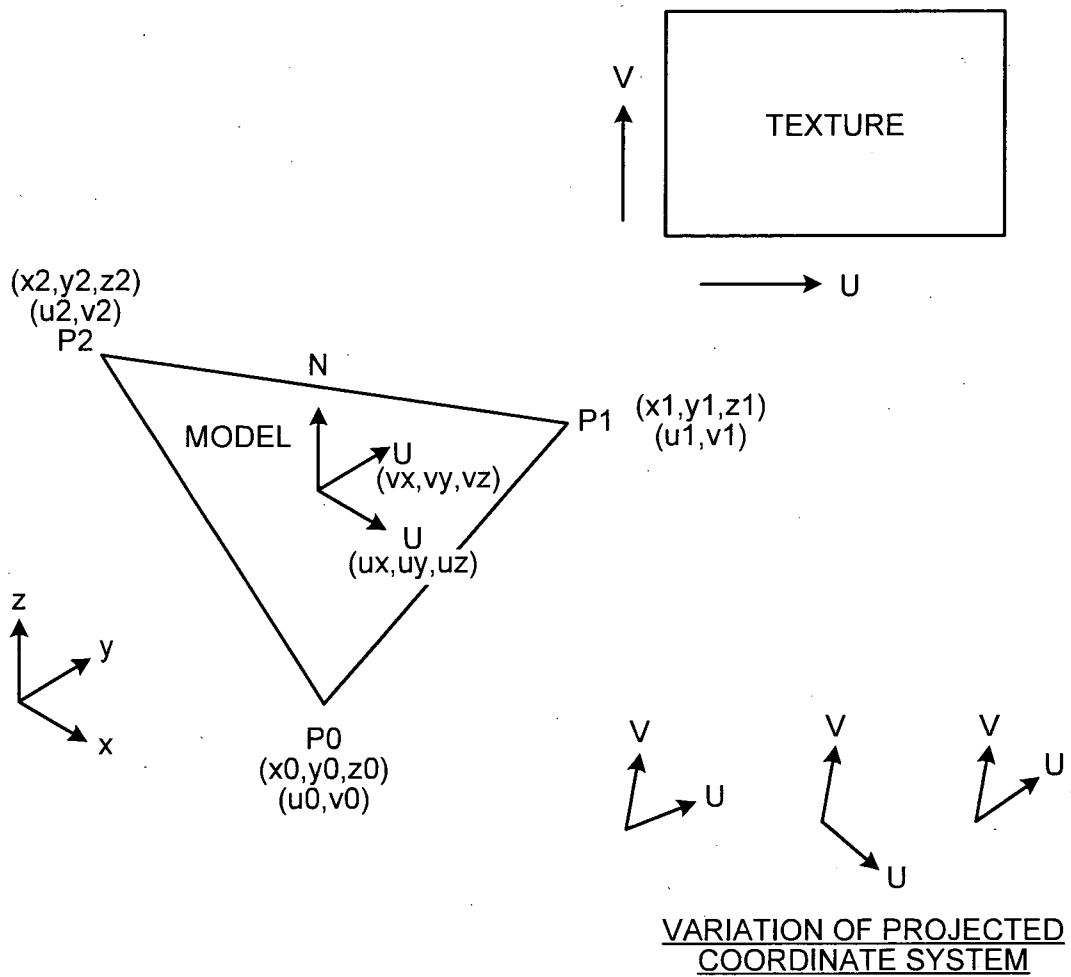 V
TEXTURE
U
(x2,y2,z2)
(u2,v2)
P2
N
MODEL
U
(vx,vy,vz)
U
(ux,uy,uz)
P1
(x1,y1,z1)
(u1,v1)
z
y
x
P0
(x0,y0,z0)
(u0,v0)
V
U
V
U
V
U
VARIATION OF PROJECTED
COORDINATE SYSTEM